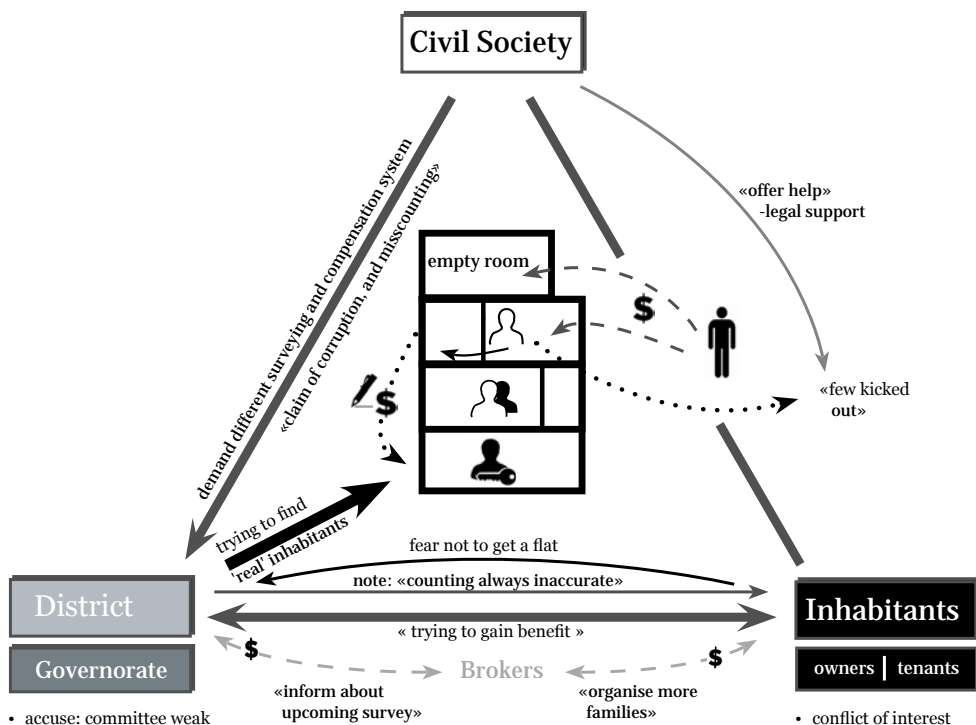 Civil Society
demand different surveying and compensation system
«claim of corruption, and misscounting»
«offer help»
-legal support
empty room
$
$
«few kicked
out»
trying to find
'real' inhabitants
fear not to get a flat
note: «counting always inaccurate»
District
Inhabitants
« trying to gain benefit »
Governorate
$
Brokers
$
owners | tenants
«inform about
upcoming survey»
«organise more
families»
• accuse: committee weak
• conflict of interest